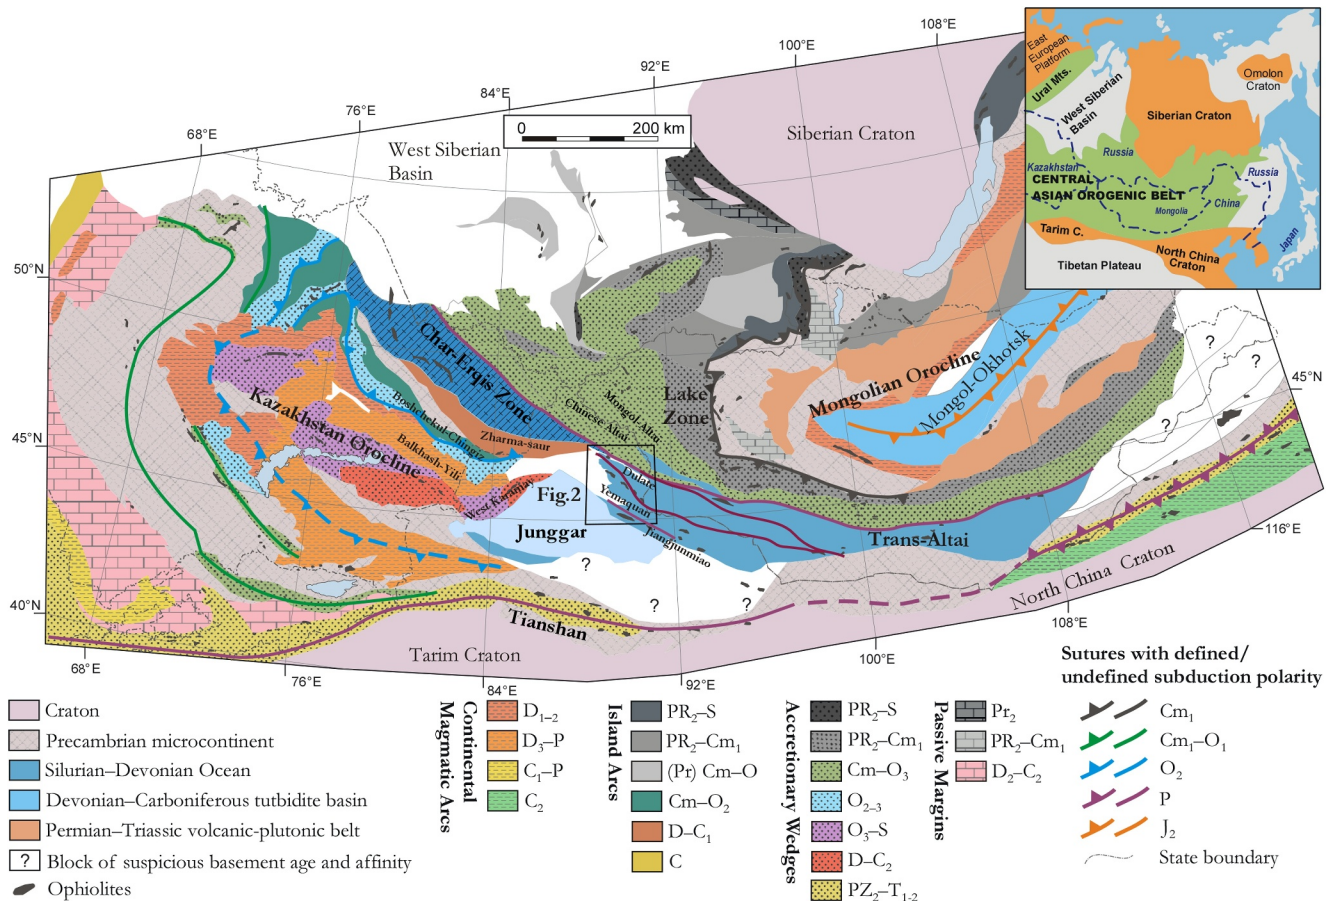 108°E
100°E
92°E
84°E
76°E
68°E
0 200 km
West Siberian
Basin
Siberian Craton
East
European
Platform
Ural Mts.
West Siberian
Basin
Omolon
Craton
Siberian Craton
Russia
Kazakhstan
CENTRAL
ASIAN OROGENIC BELT
Russia
China
Mongolia
Japan
Tarim C.
North China
Craton
Tibetan Plateau
50°N
45°N
40°N
45°N
?
?
?
Char-Erqis Zone
Kazakhstan Orocline
Boshchekul-Chingiz
Zharma-saur
Balkhash-Yili
West Karamay
Chinese Altai
Mongol-Altai
Lake
Zone
Mongolian Orocline
Mongol-Okhotsk
Dulate
Yemaquan
Jiangjunmiao
Fig.2
Junggar
Trans-Altai
?
?
?
Tianshan
Tarim Craton
North China Craton
116°E
108°E
100°E
92°E
84°E
76°E
68°E
Craton
Precambrian microcontinent
Silurian–Devonian Ocean
Devonian–Carboniferous tutbidite basin
Permian–Triassic volcanic-plutonic belt
? Block of suspicious basement age and affinity
Ophiolites
Continental
Magmatic Arcs
D1–2
D3–P
C1–P
C2
Island Arcs
PR2–S
PR2–Cm1
(Pr) Cm–O
Cm–O2
D–C1
C
Accretionary Wedges
PR2–S
PR2–Cm1
Cm–O3
O2–3
O3–S
D–C2
PZ2–T1-2
Passive Margins
Pr2
PR2–Cm1
D2–C2
Sutures with defined/
undefined subduction polarity
Cm1
Cm1–O1
O2
P
J2
State boundary